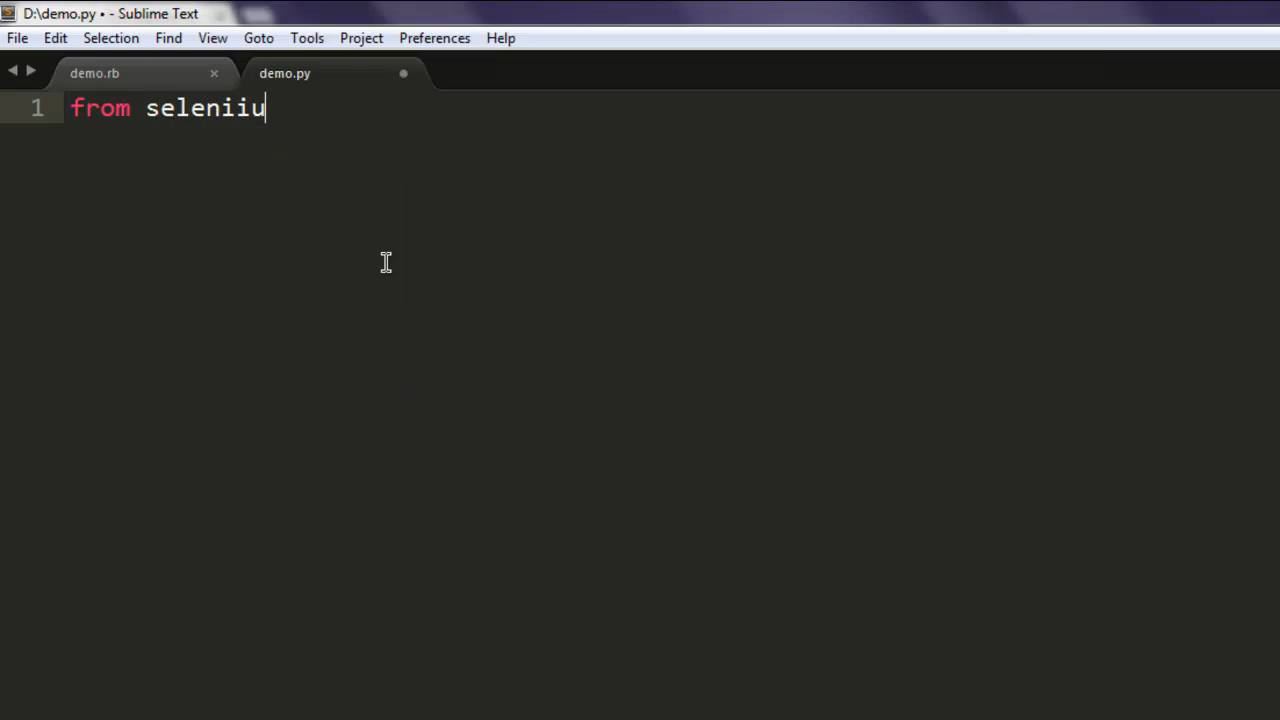 D:\demo.py • - Sublime Text
File Edit Selection Find View Goto Tools Project Preferences Help
demo.rb × demo.py
1 from seleniiu